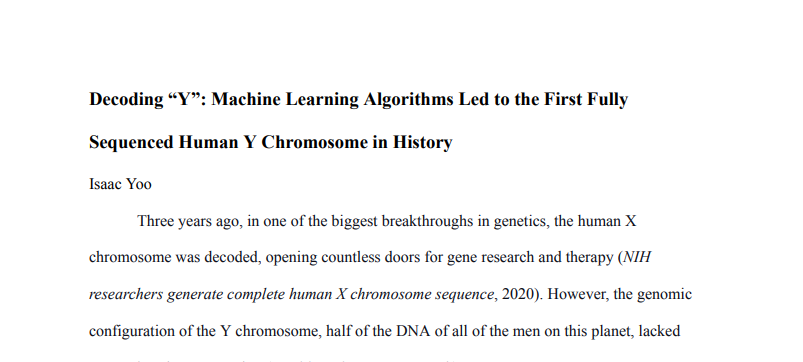 Decoding “Y”: Machine Learning Algorithms Led to the First Fully
Sequenced Human Y Chromosome in History
Isaac Yoo
Three years ago, in one of the biggest breakthroughs in genetics, the human X
chromosome was decoded, opening countless doors for gene research and therapy (NIH
researchers generate complete human X chromosome sequence, 2020). However, the genomic
configuration of the Y chromosome, half of the DNA of all of the men on this planet, lacked